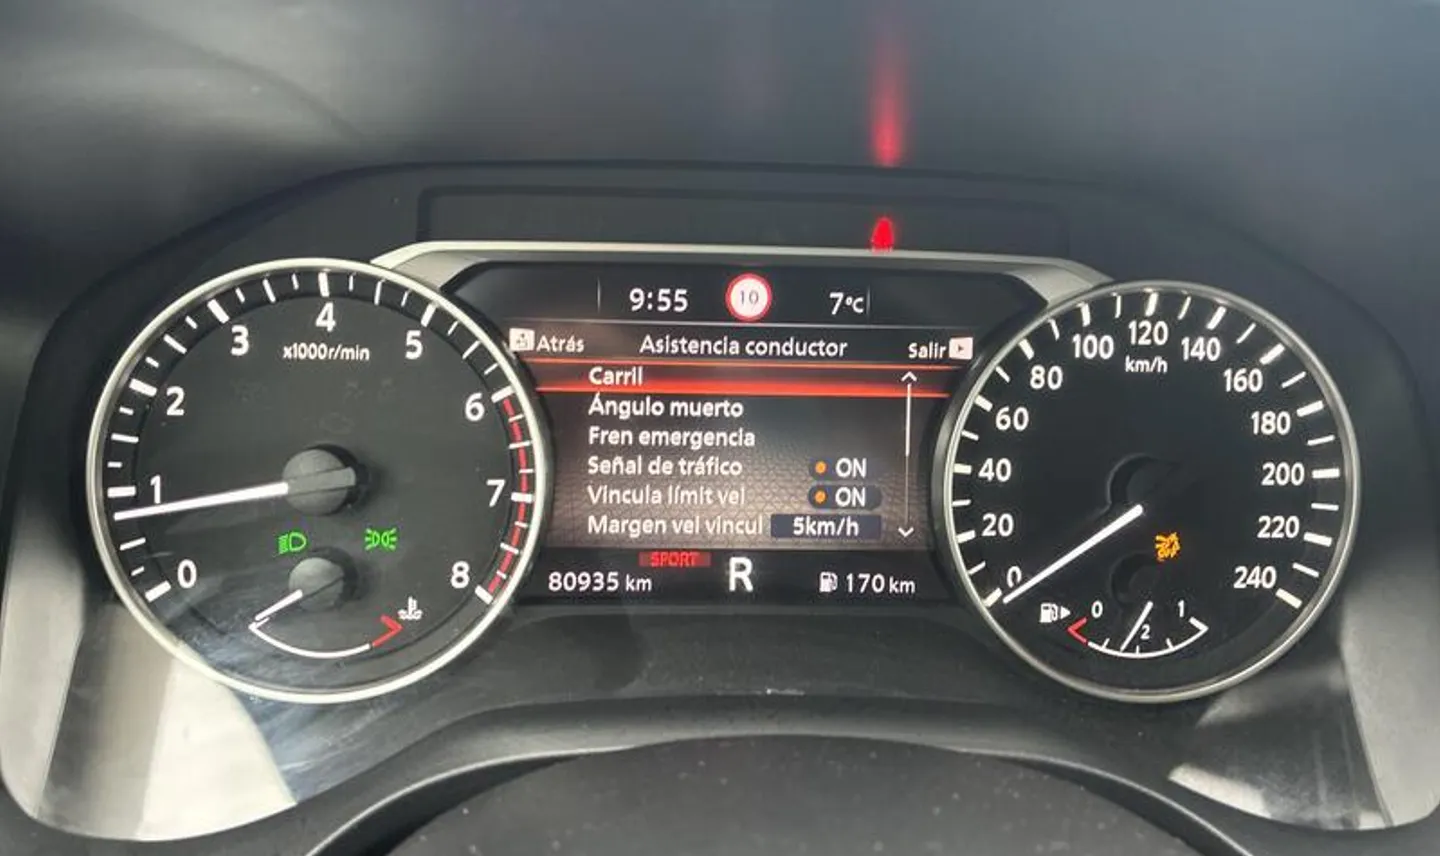 9:55 10 7°C
Atrás Asistencia conductor Salir
Carril
Ángulo muerto
Fren emergencia
Señal de tráfico ON
Vincula límit vel ON
Margen vel vincul 5km/h
SPORT
80935 km R 170 km
0 1 2 3 4 5 6 7 8
x1000r/min
0 20 40 60 80 100 120 140 160 180 200 220 240
km/h
0 1/2 1